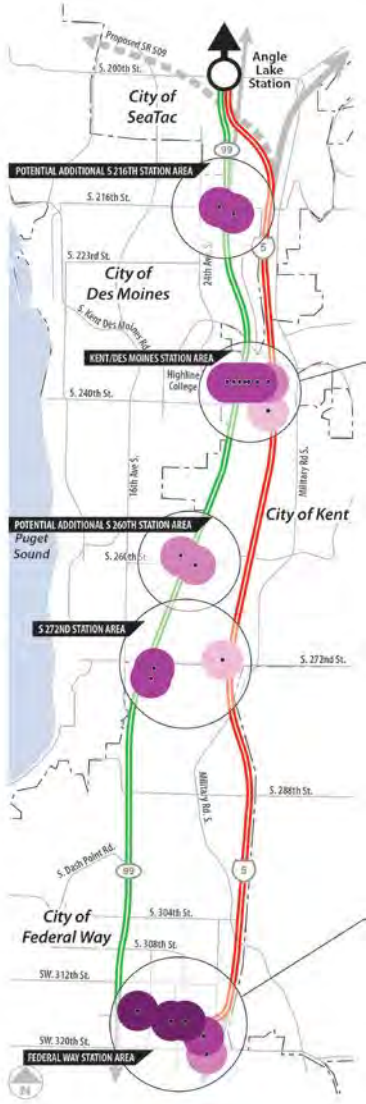 Proposed SR 509
S. 200th St.
Angle
Lake
Station
City of
SeaTac
99
POTENTIAL ADDITIONAL S 216TH STATION AREA
S. 216th St.
24th Ave. S.
5
S. 223rd St.
City of
Des Moines
S. Kent Des Moines Rd.
KENT/DES MOINES STATION AREA
Highline
College
S. 240th St.
16th Ave S.
Military Rd S.
City of Kent
POTENTIAL ADDITIONAL S 260TH STATION AREA
Puget
Sound
S. 260th St.
S 272ND STATION AREA
S. 272nd St.
Military Rd. S.
S. 288th St.
S. Dash Point Rd.
99
5
City of
Federal Way
S. 304th St.
S. 308th St.
SW. 312th St.
SW. 320th St.
FEDERAL WAY STATION AREA
N